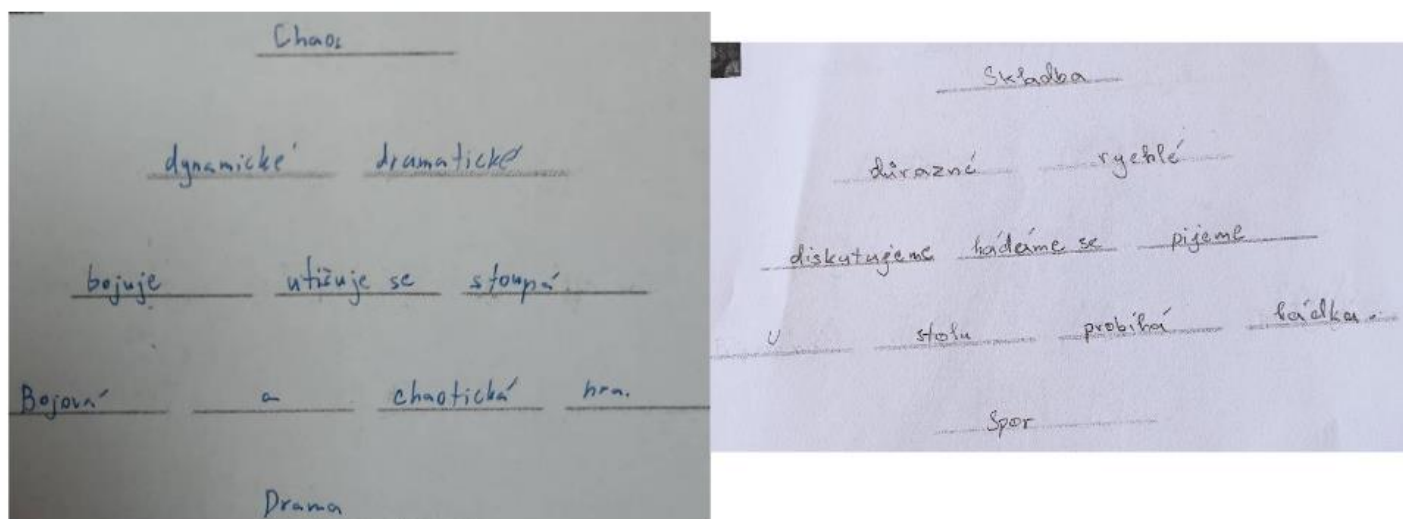 Chaos
dynamické dramatické
bojuje utišuje se stoupá
Bojová a chaotická hra.
Drama
Skladba
důrazné rychlé
diskutujeme hádáme se pijeme
U stolu probíhá hádka.
Spor